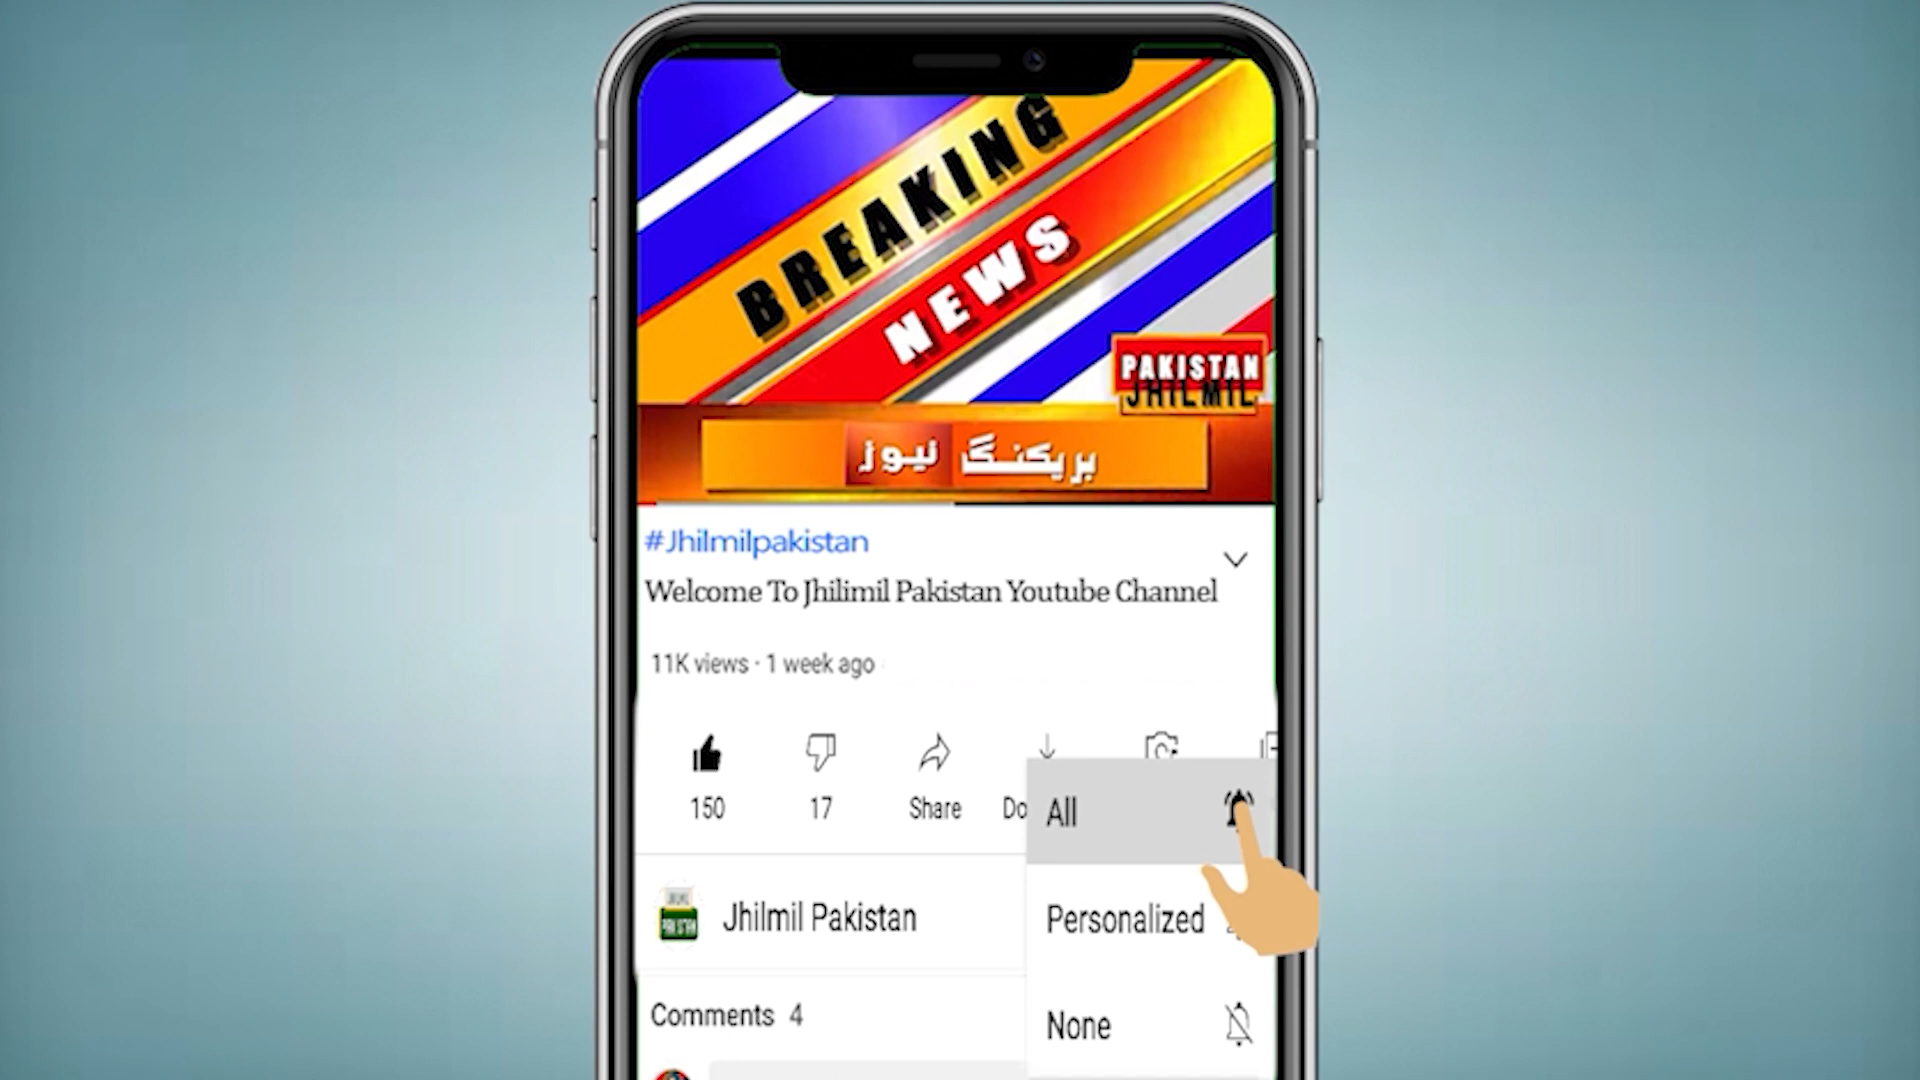 BREAKING
NEWS
PAKISTAN
JHILMIL
بریکنگ نیوز
#Jhilmilpakistan
Welcome To Jhilimil Pakistan Youtube Channel
11K views · 1 week ago
150
17
Share
Do
All
Jhilmil Pakistan
Personalized
Comments 4
None